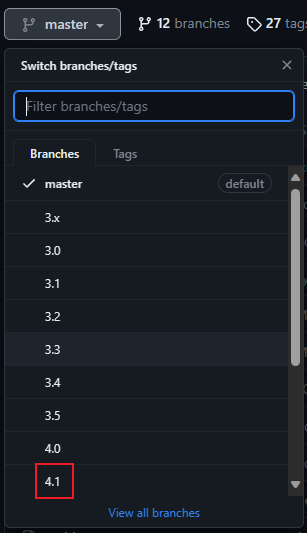 master
12 branches
27 tags
Switch branches/tags
Filter branches/tags
Branches
Tags
master
default
3.x
3.0
3.1
3.2
3.3
3.4
3.5
4.0
4.1
View all branches